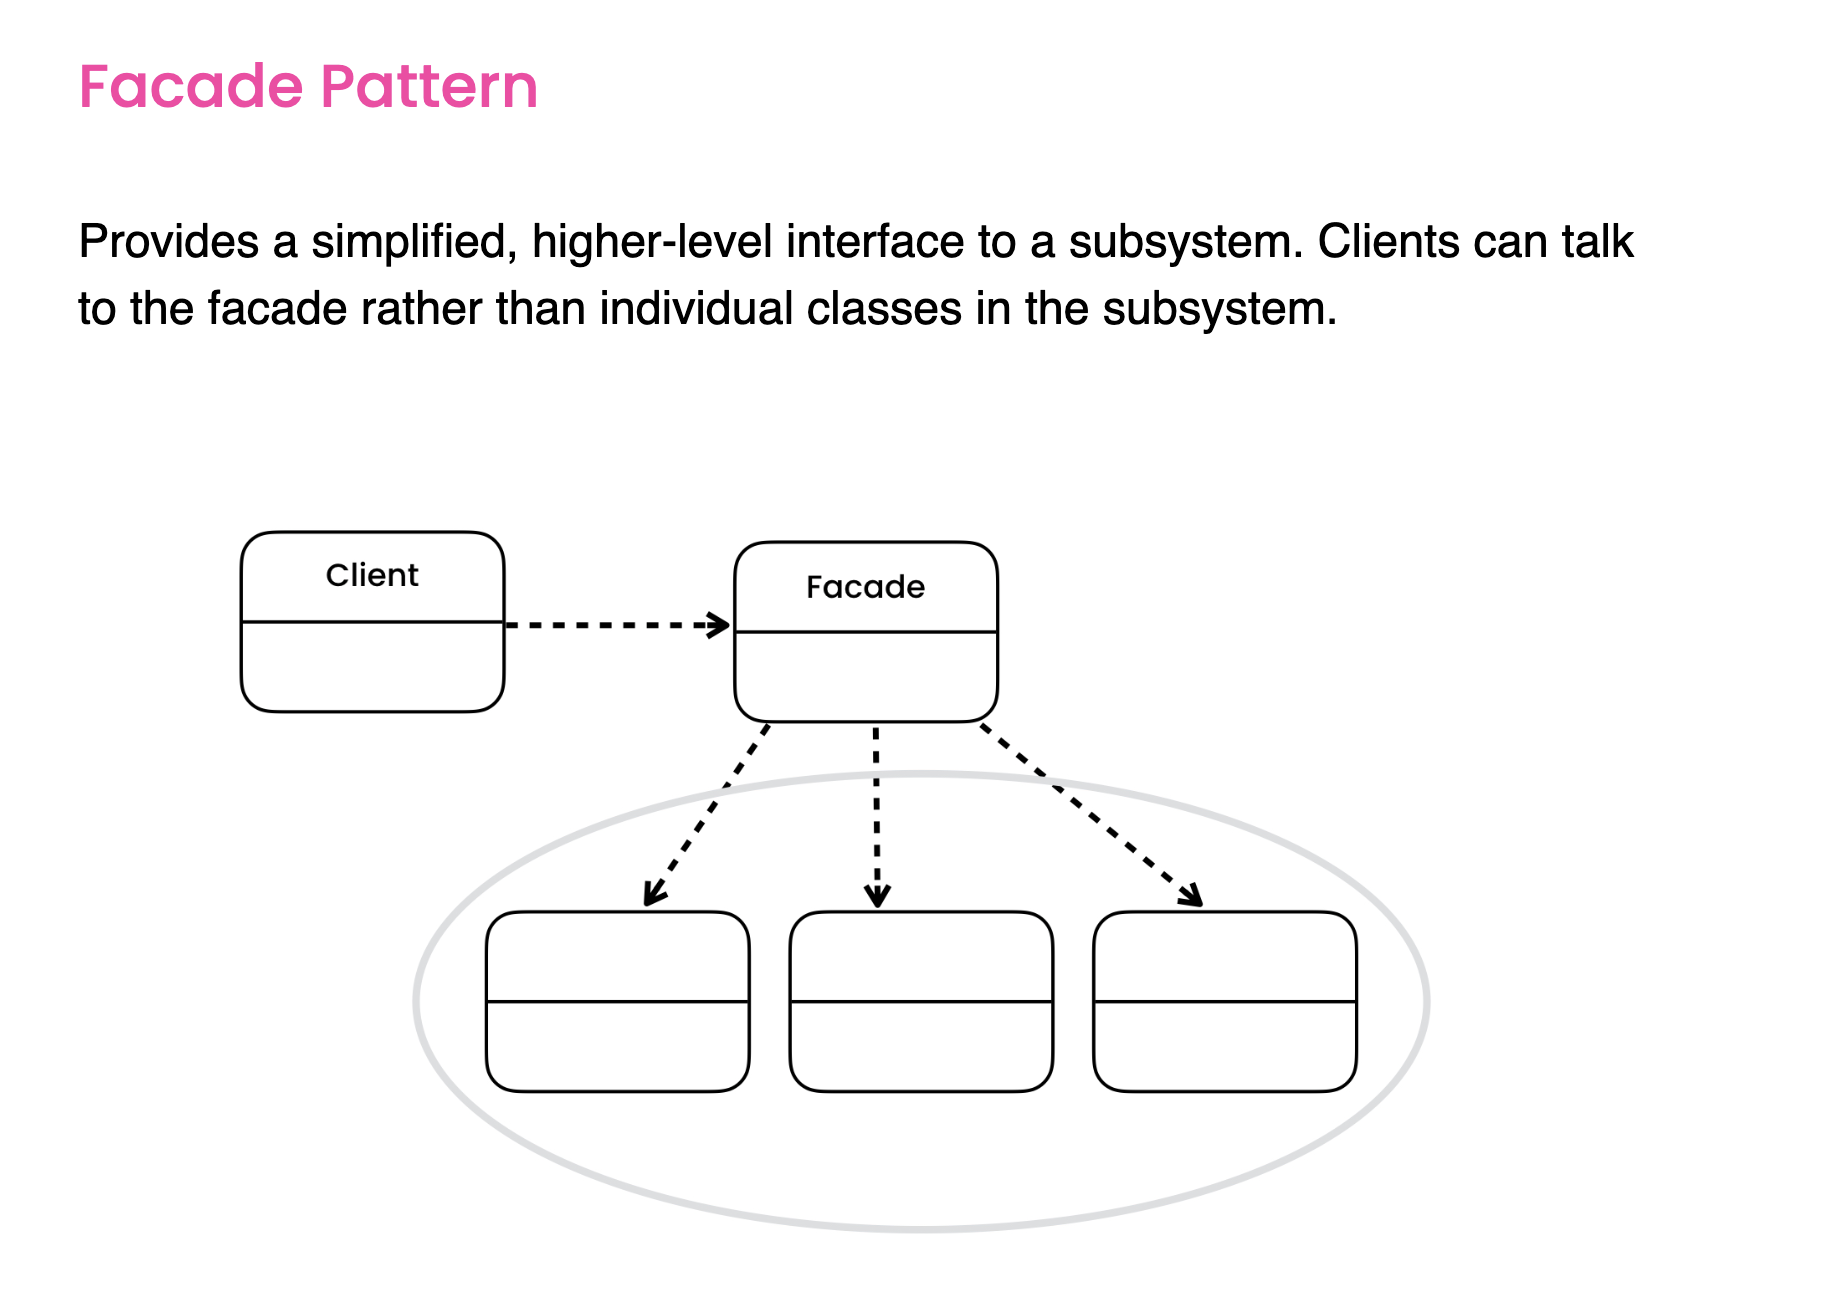 Facade Pattern
Provides a simplified, higher-level interface to a subsystem. Clients can talk
to the facade rather than individual classes in the subsystem.
Client
Facade